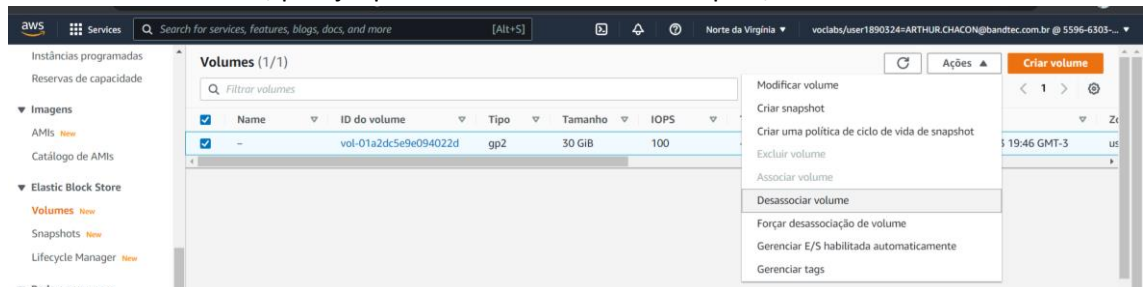 aws Services Search for services, features, blogs, docs, and more [Alt+S] Norte da Virgínia ▼ voclabs/user1890324=ARTHUR.CHACON@bandtec.com.br @ 5596-6303-... ▼
Instâncias programadas
Reservas de capacidade
▼ Imagens
AMIs New
Catálogo de AMIs
▼ Elastic Block Store
Volumes New
Snapshots New
Lifecycle Manager New
Volumes (1/1)
Ações ▲ Criar volume
Filtrar volumes
< 1 >
Name ID do volume Tipo Tamanho IOPS
– vol-01a2dc5e9e094022d gp2 30 GiB 100
19:46 GMT-3 us
Modificar volume
Criar snapshot
Criar uma política de ciclo de vida de snapshot
Excluir volume
Associar volume
Desassociar volume
Forçar desassociação de volume
Gerenciar E/S habilitada automaticamente
Gerenciar tags